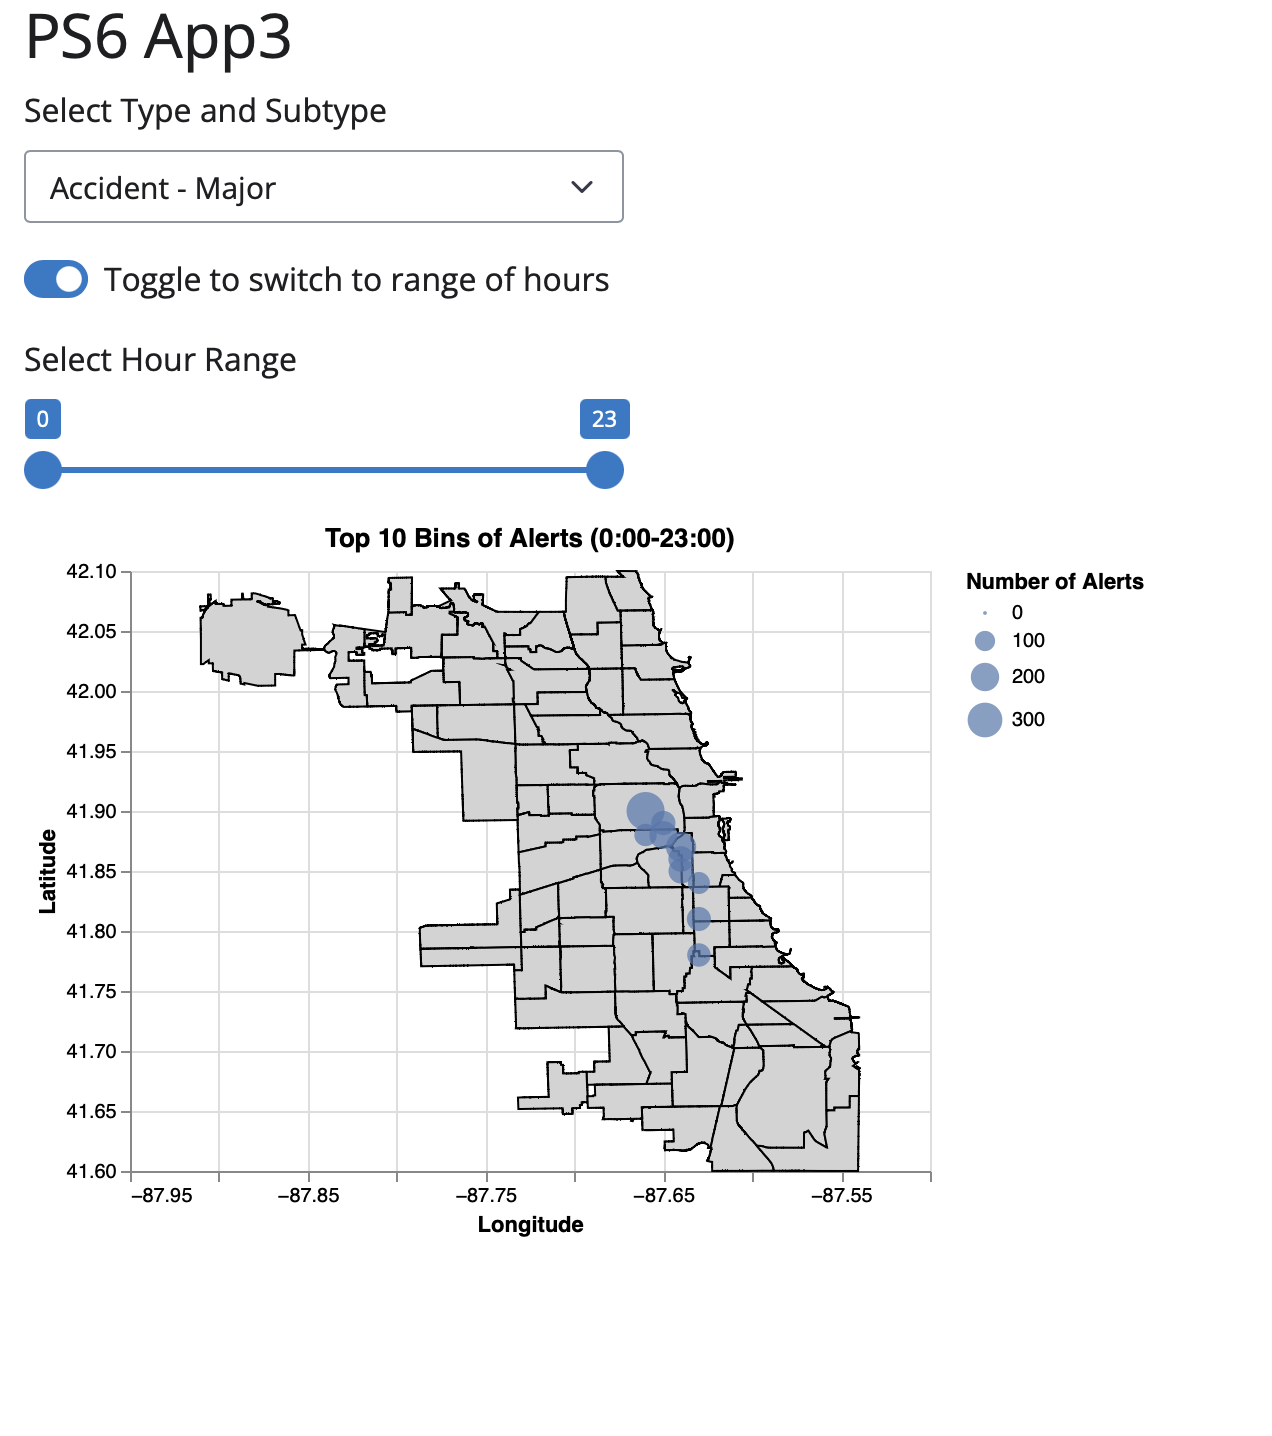 PS6 App3
Select Type and Subtype
Accident - Major
Toggle to switch to range of hours
Select Hour Range
0
23
Top 10 Bins of Alerts (0:00-23:00)
42.10
42.05
42.00
41.95
41.90
41.85
41.80
41.75
41.70
41.65
41.60
Latitude
−87.95
−87.85
−87.75
−87.65
−87.55
Longitude
Number of Alerts
0
100
200
300